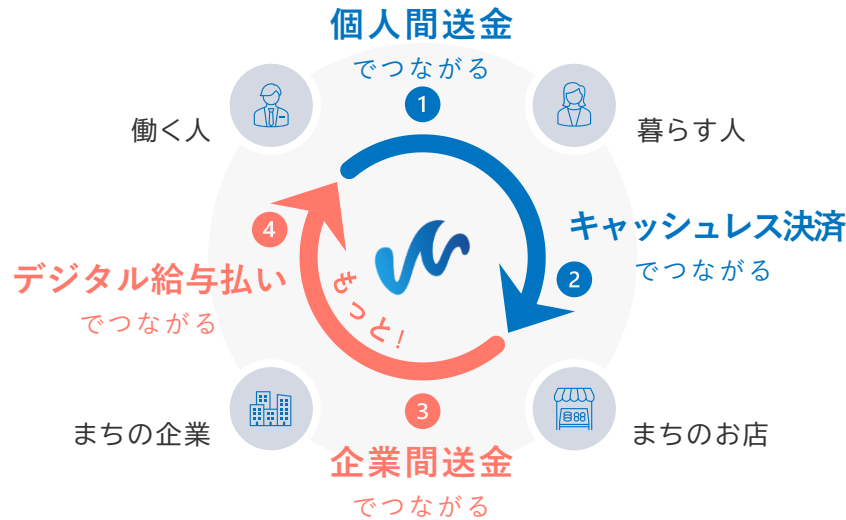 個人間送金
でつながる
1
働く人
暮らす人
キャッシュレス決済
でつながる
2
4
デジタル給与払い
でつながる
もっと!
3
まちの企業
まちのお店
888
企業間送金
でつながる